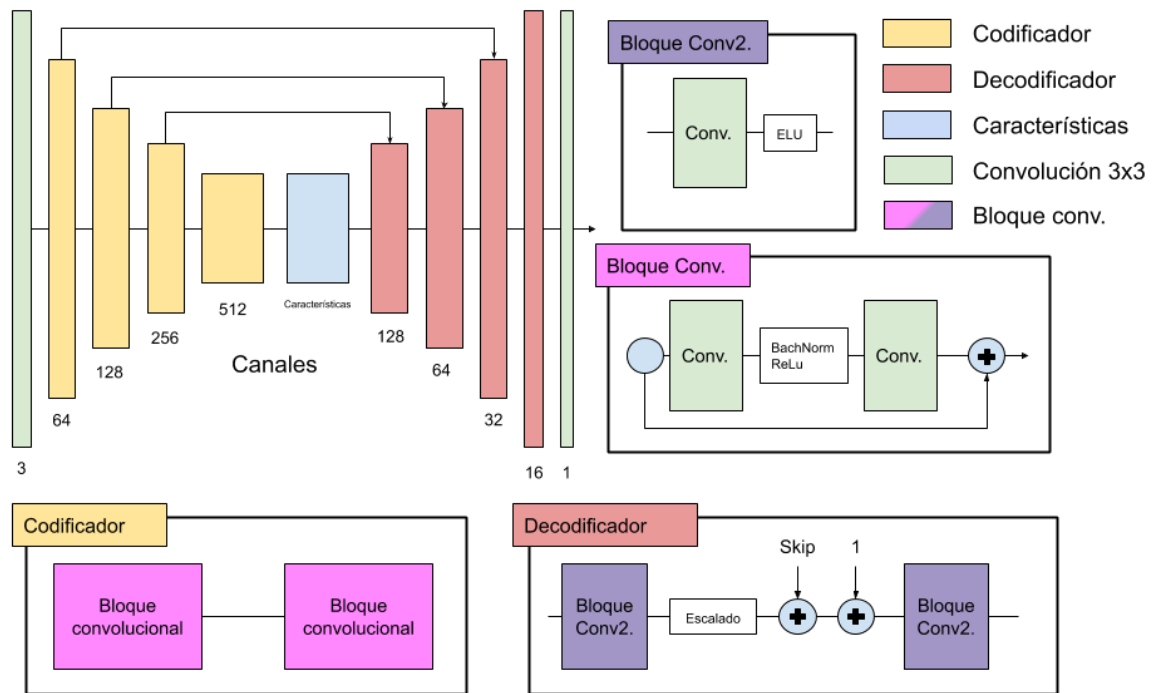 Bloque Conv2.
Conv.
ELU
Codificador
Decodificador
Características
Convolución 3x3
Bloque conv.
3
64
128
256
512
Características
128
64
32
16
1
Canales
Bloque Conv.
Conv.
BachNorm
ReLu
Conv.
Codificador
Bloque
convolucional
Bloque
convolucional
Decodificador
Bloque
Conv2.
Escalado
Skip
1
Bloque
Conv2.